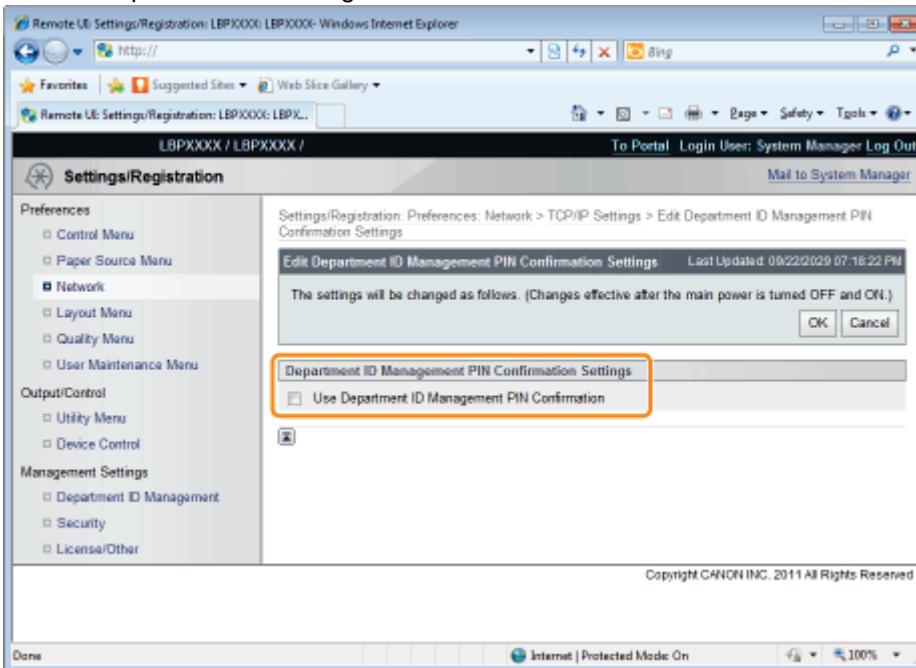 Remote UI: Settings/Registration: LBPXXXX: LBPXXXX- Windows Internet Explorer
http://
Bing
Favorites Suggested Sites Web Slice Gallery
Remote UI: Settings/Registration: LBPXXXX: LBPX... Page Safety Tools
LBPXXXX / LBPXXXX / To Portal Login User: System Manager Log Out
Settings/Registration Mail to System Manager
Preferences
Control Menu
Paper Source Menu
Network
Layout Menu
Quality Menu
User Maintenance Menu
Output/Control
Utility Menu
Device Control
Management Settings
Department ID Management
Security
License/Other
Settings/Registration: Preferences: Network > TCP/IP Settings > Edit Department ID Management PIN
Confirmation Settings
Edit Department ID Management PIN Confirmation Settings Last Updated: 09/22/2029 07:18:22 PM
The settings will be changed as follows. (Changes effective after the main power is turned OFF and ON.)
OK Cancel
Department ID Management PIN Confirmation Settings
Use Department ID Management PIN Confirmation
Copyright CANON INC. 2011 All Rights Reserved
Done Internet | Protected Mode: On 100%